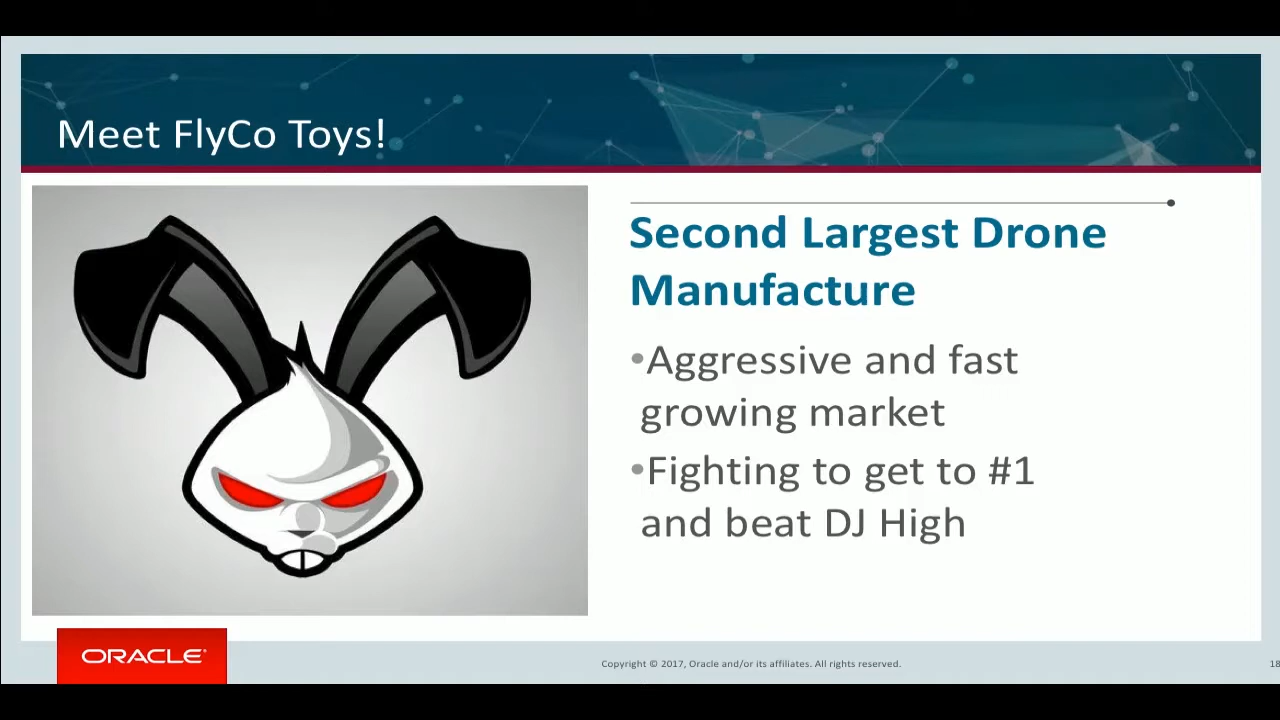 Meet FlyCo Toys!
Second Largest Drone
Manufacture
•Aggressive and fast
growing market
•Fighting to get to #1
and beat DJ High
ORACLE®
Copyright © 2017, Oracle and/or its affiliates. All rights reserved.
18